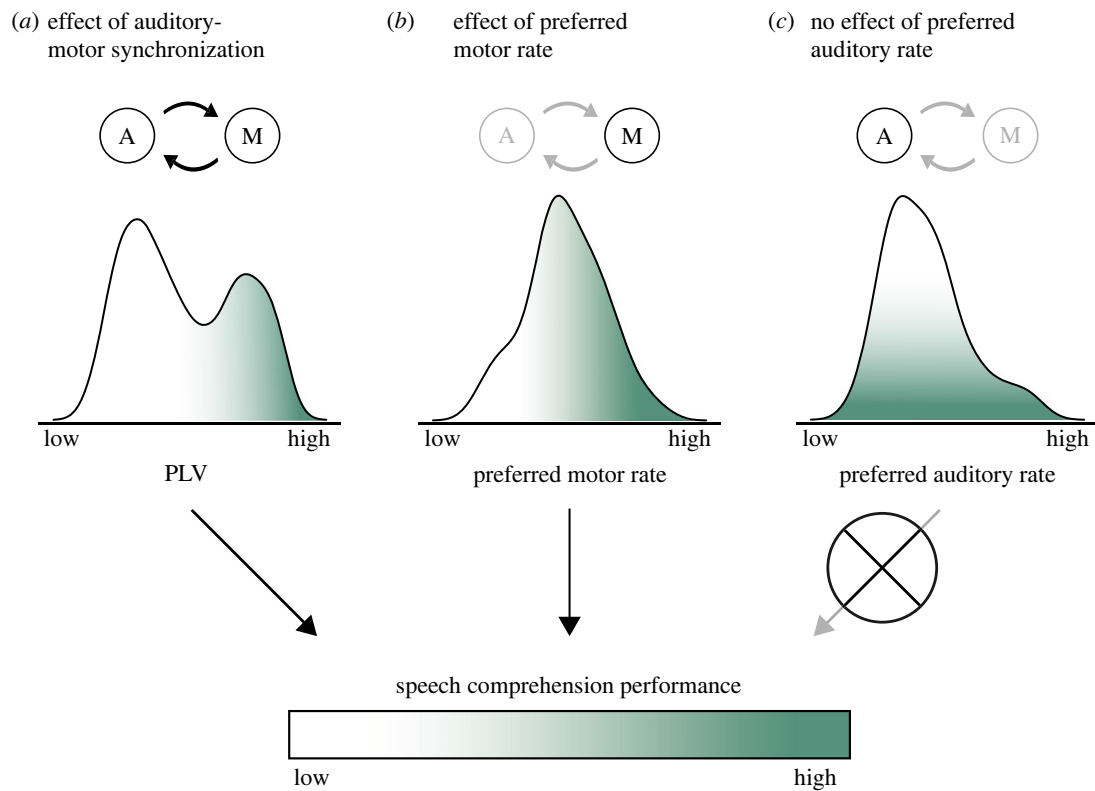 (a) effect of auditory-
motor synchronization
(b) effect of preferred
motor rate
(c) no effect of preferred
auditory rate
A M
A M
A M
low high
low high
low high
PLV
preferred motor rate
preferred auditory rate
speech comprehension performance
low high